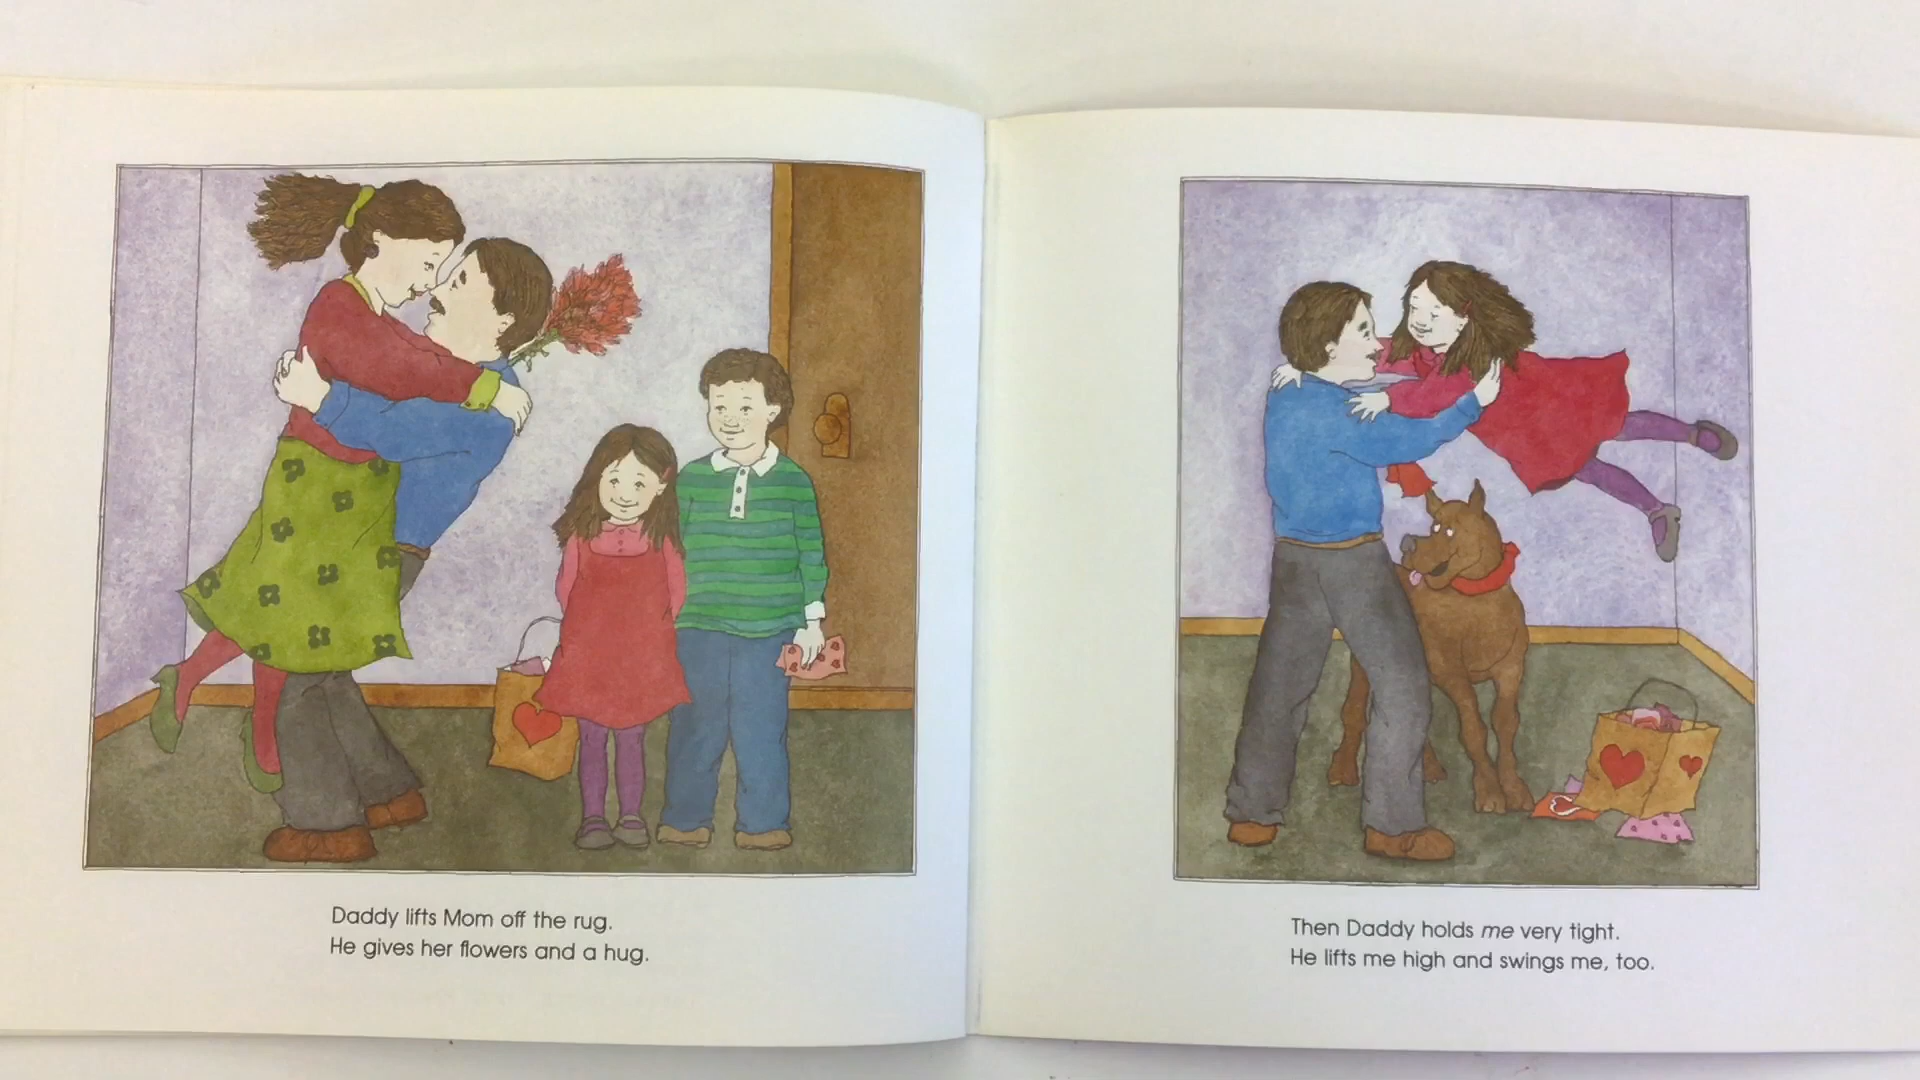 Daddy lifts Mom off the rug.
He gives her flowers and a hug.
Then Daddy holds me very tight.
He lifts me high and swings me, too.